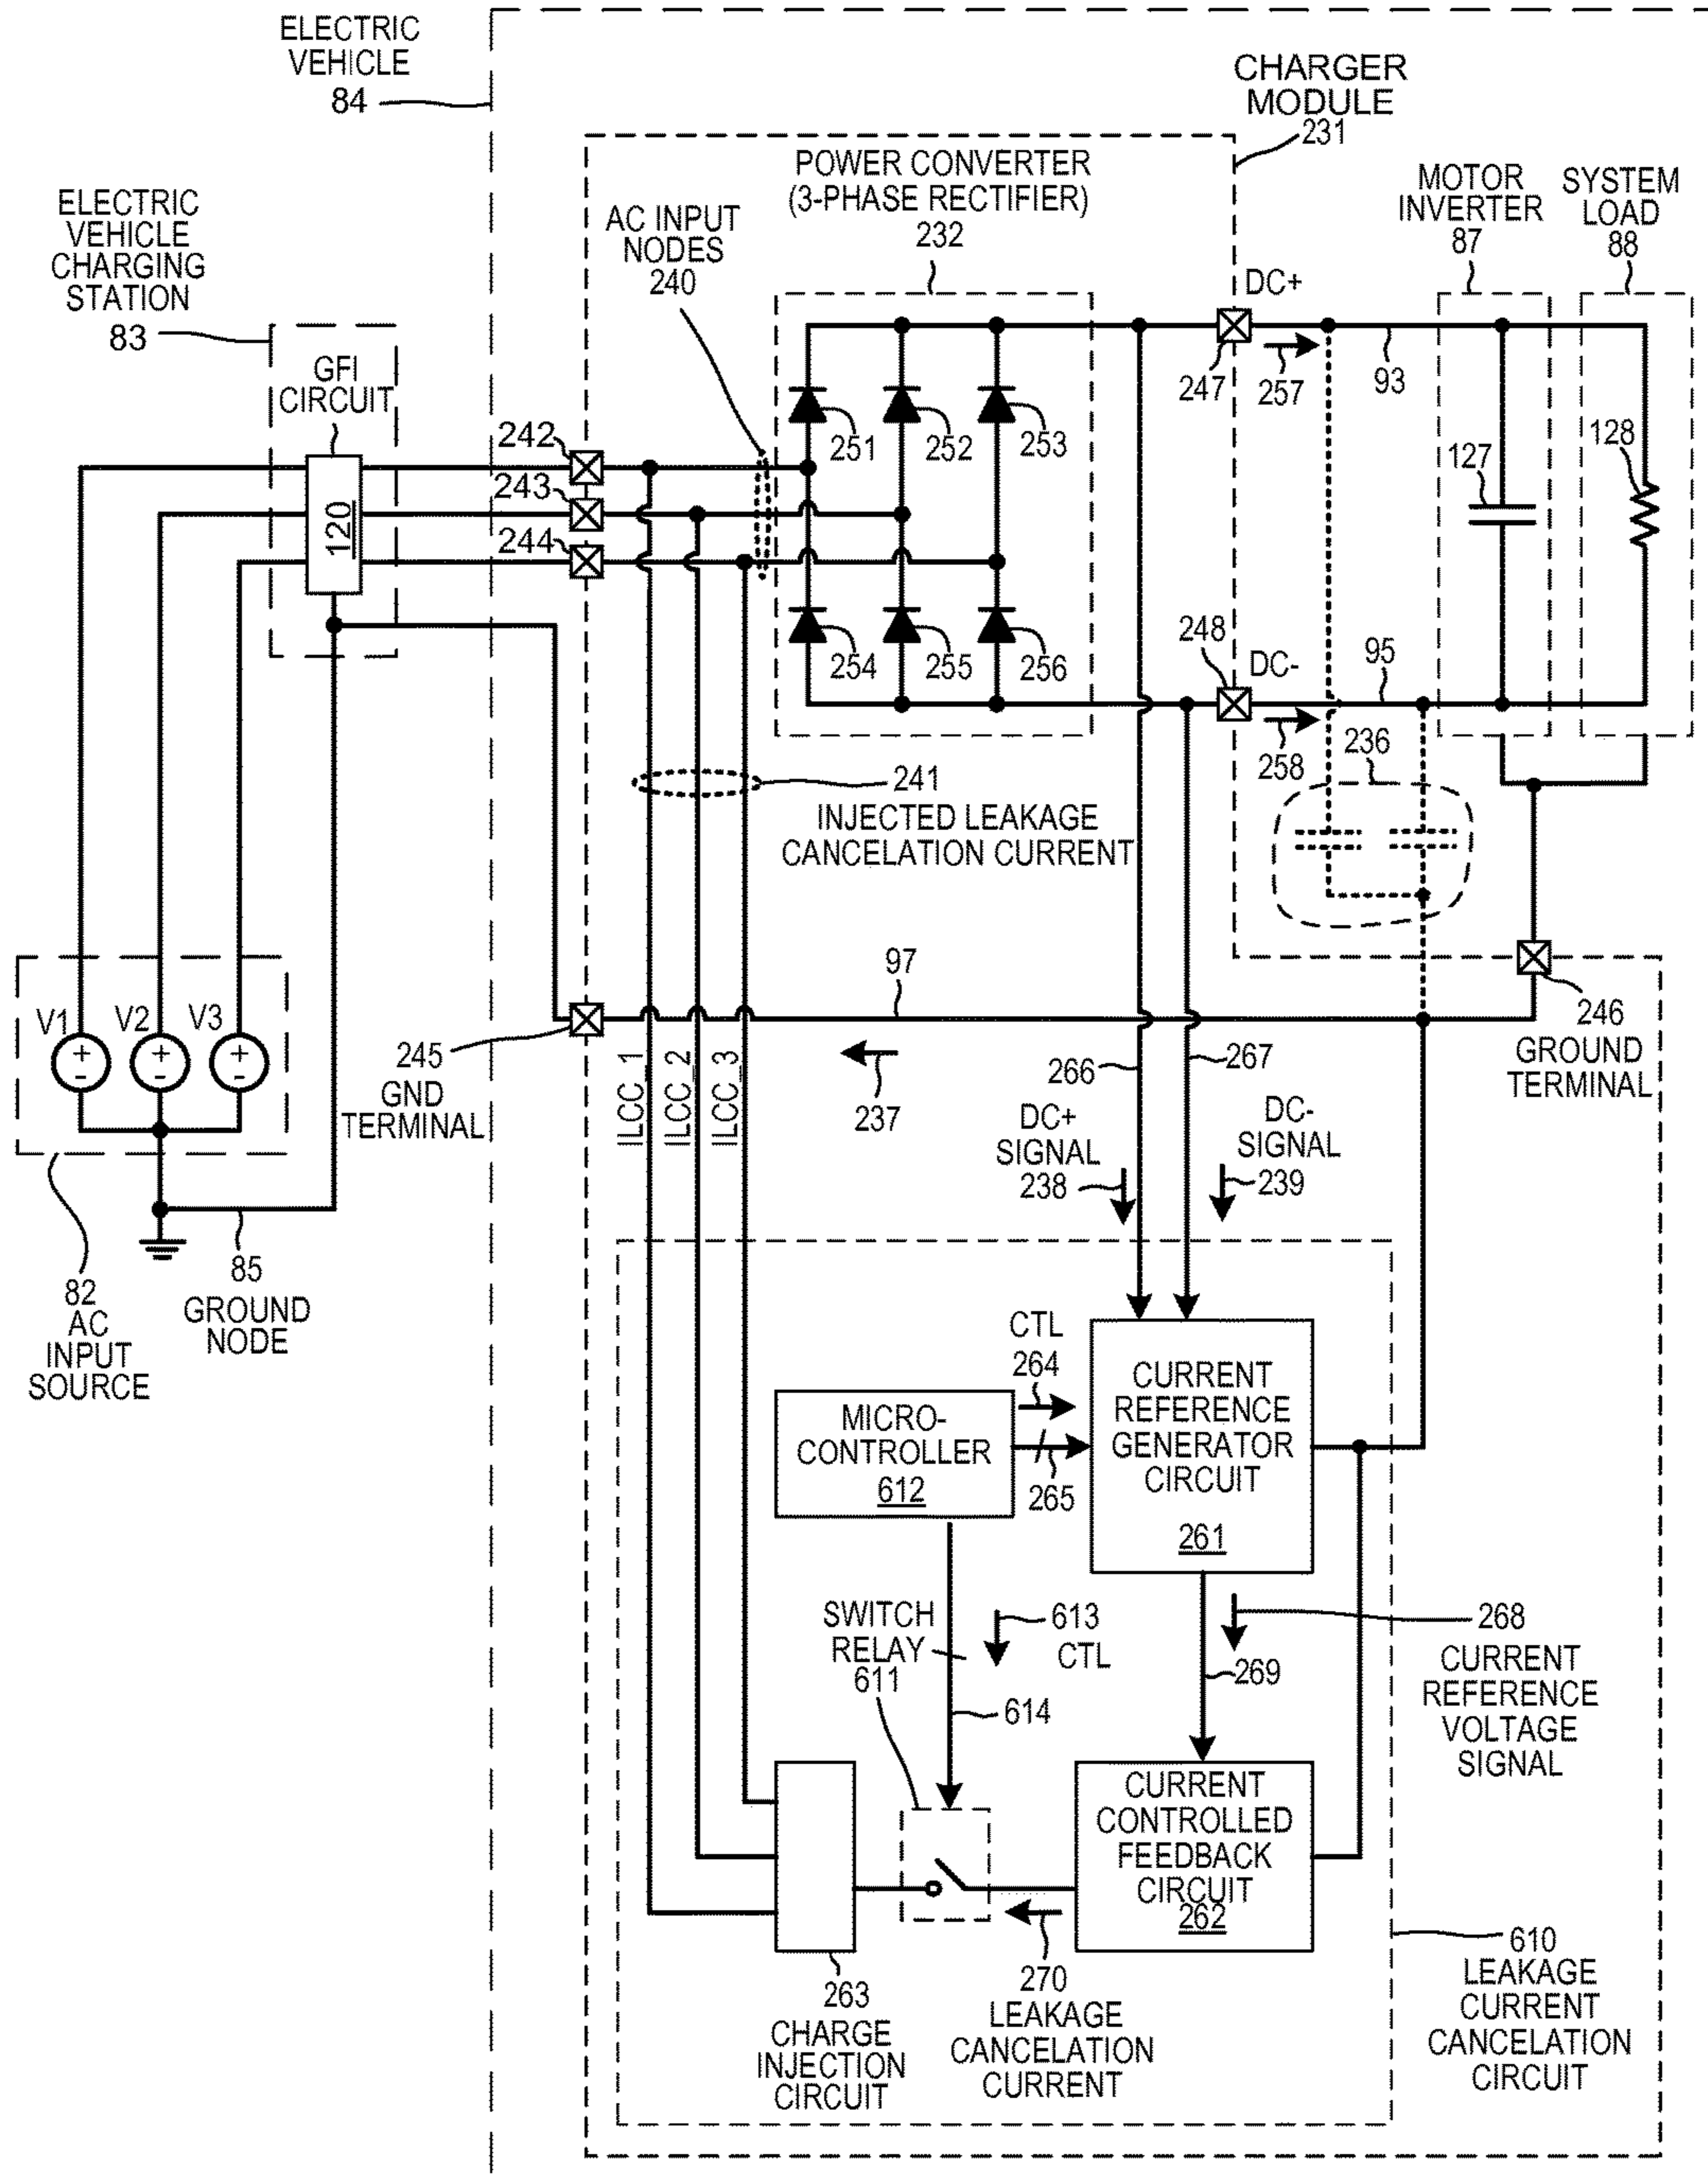 ELECTRIC
VEHICLE
84
CHARGER
MODULE
231
POWER CONVERTER
(3-PHASE RECTIFIER)
232
MOTOR
INVERTER
87
SYSTEM
LOAD
88
ELECTRIC
VEHICLE
CHARGING
STATION
83
AC INPUT
NODES
240
DC+
GFI
CIRCUIT
247
257
93
251
252
253
242
243
244
120
127
128
254
255
256
248
DC-
95
258
236
241
INJECTED LEAKAGE
CANCELATION CURRENT
97
V1
V2
V3
+
-
+
-
+
-
245
GND
TERMINAL
ILCC_1
ILCC_2
ILCC_3
237
266
267
246
GROUND
TERMINAL
DC+
SIGNAL
238
DC-
SIGNAL
239
82
AC
INPUT
SOURCE
85
GROUND
NODE
CTL
264
MICRO-
CONTROLLER
612
265
CURRENT
REFERENCE
GENERATOR
CIRCUIT
261
SWITCH
RELAY
611
613
CTL
614
268
CURRENT
REFERENCE
VOLTAGE
SIGNAL
269
CURRENT
CONTROLLED
FEEDBACK
CIRCUIT
262
270
LEAKAGE
CANCELATION
CURRENT
263
CHARGE
INJECTION
CIRCUIT
610
LEAKAGE
CURRENT
CANCELATION
CIRCUIT